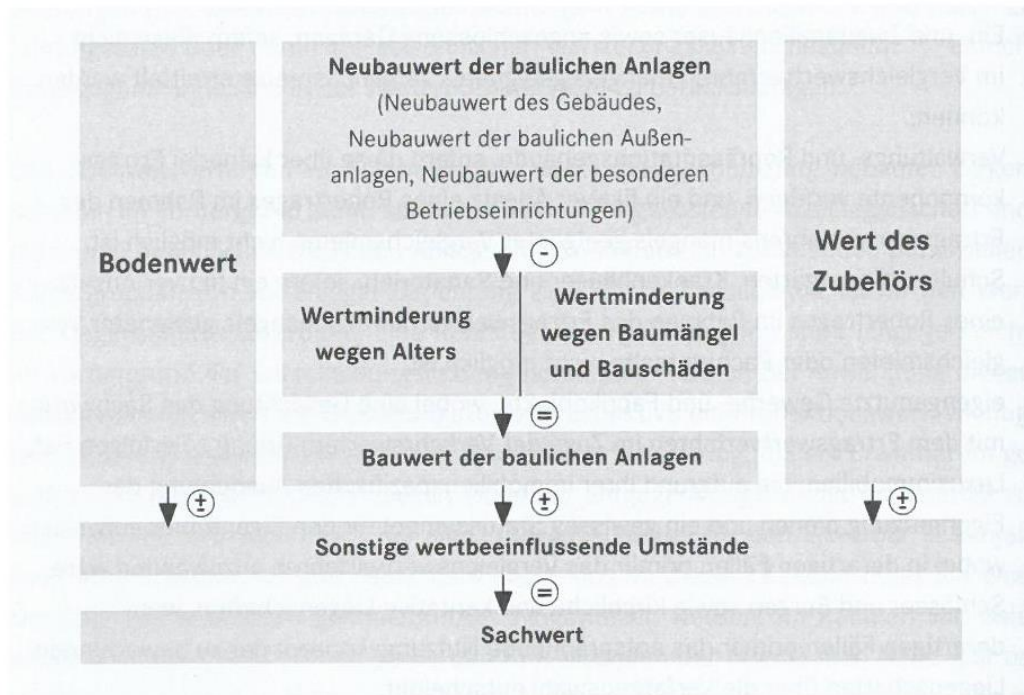 Neubauwert der baulichen Anlagen
(Neubauwert des Gebäudes,
Neubauwert der baulichen Außen-
anlagen, Neubauwert der besonderen
Betriebseinrichtungen)
Bodenwert
Wert des
Zubehörs
-
Wertminderung
wegen Alters
Wertminderung
wegen Baumängel
und Bauschäden
=
Bauwert der baulichen Anlagen
±
±
±
Sonstige wertbeeinflussende Umstände
=
Sachwert